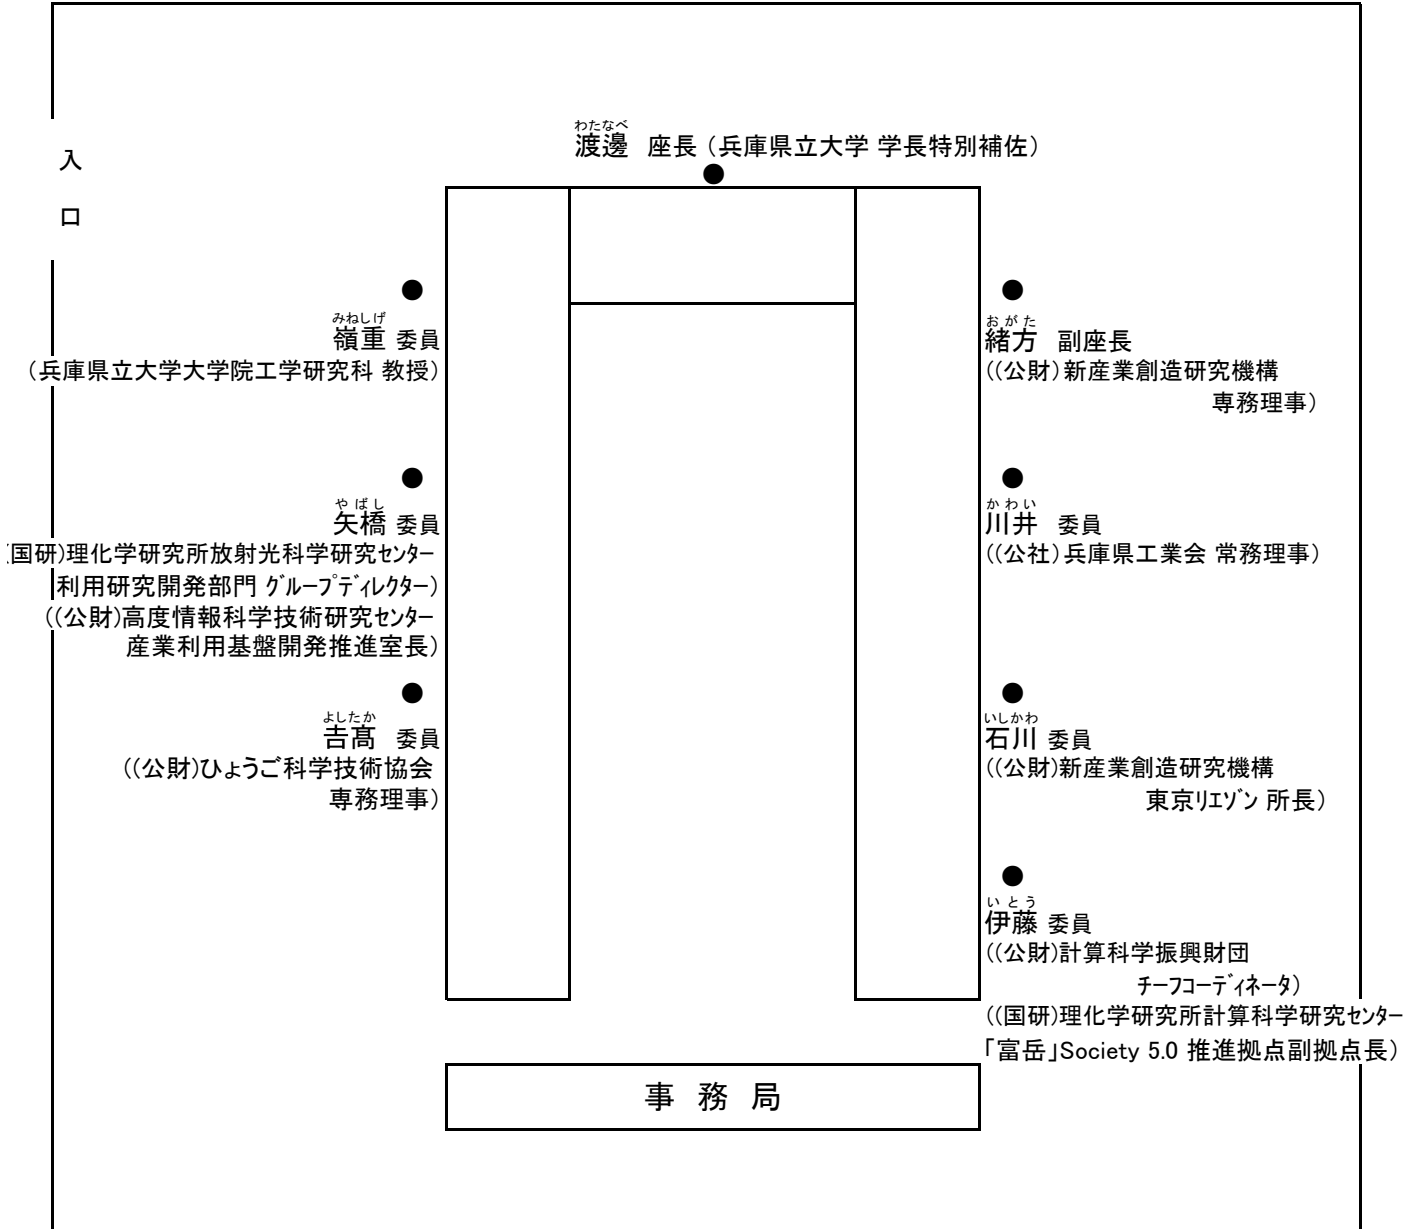 わたなべ
渡邊 座長（兵庫県立大学 学長特別補佐）
入
口
みねしげ
嶺重 委員
（兵庫県立大学大学院工学研究科 教授）
やばし
矢橋 委員
(国研)理化学研究所放射光科学研究ｾﾝﾀｰ
利用研究開発部門 ｸﾞﾙｰﾌﾟﾃﾞｨﾚｸﾀｰ）
（(公財)高度情報科学技術研究ｾﾝﾀｰ
産業利用基盤開発推進室長）
よしたか
𠮷髙 委員
（(公財)ひょうご科学技術協会
専務理事）
おがた
緒方 副座長
（(公財)新産業創造研究機構
専務理事）
かわい
川井 委員
（(公社)兵庫県工業会 常務理事）
いしかわ
石川 委員
（(公財)新産業創造研究機構
東京ﾘｴｿﾞﾝ 所長）
いとう
伊藤 委員
（(公財)計算科学振興財団
ﾁｰﾌｺｰﾃﾞｨﾈｰﾀ）
（(国研)理化学研究所計算科学研究ｾﾝﾀｰ
「富岳」Society 5.0 推進拠点副拠点長）
事 務 局